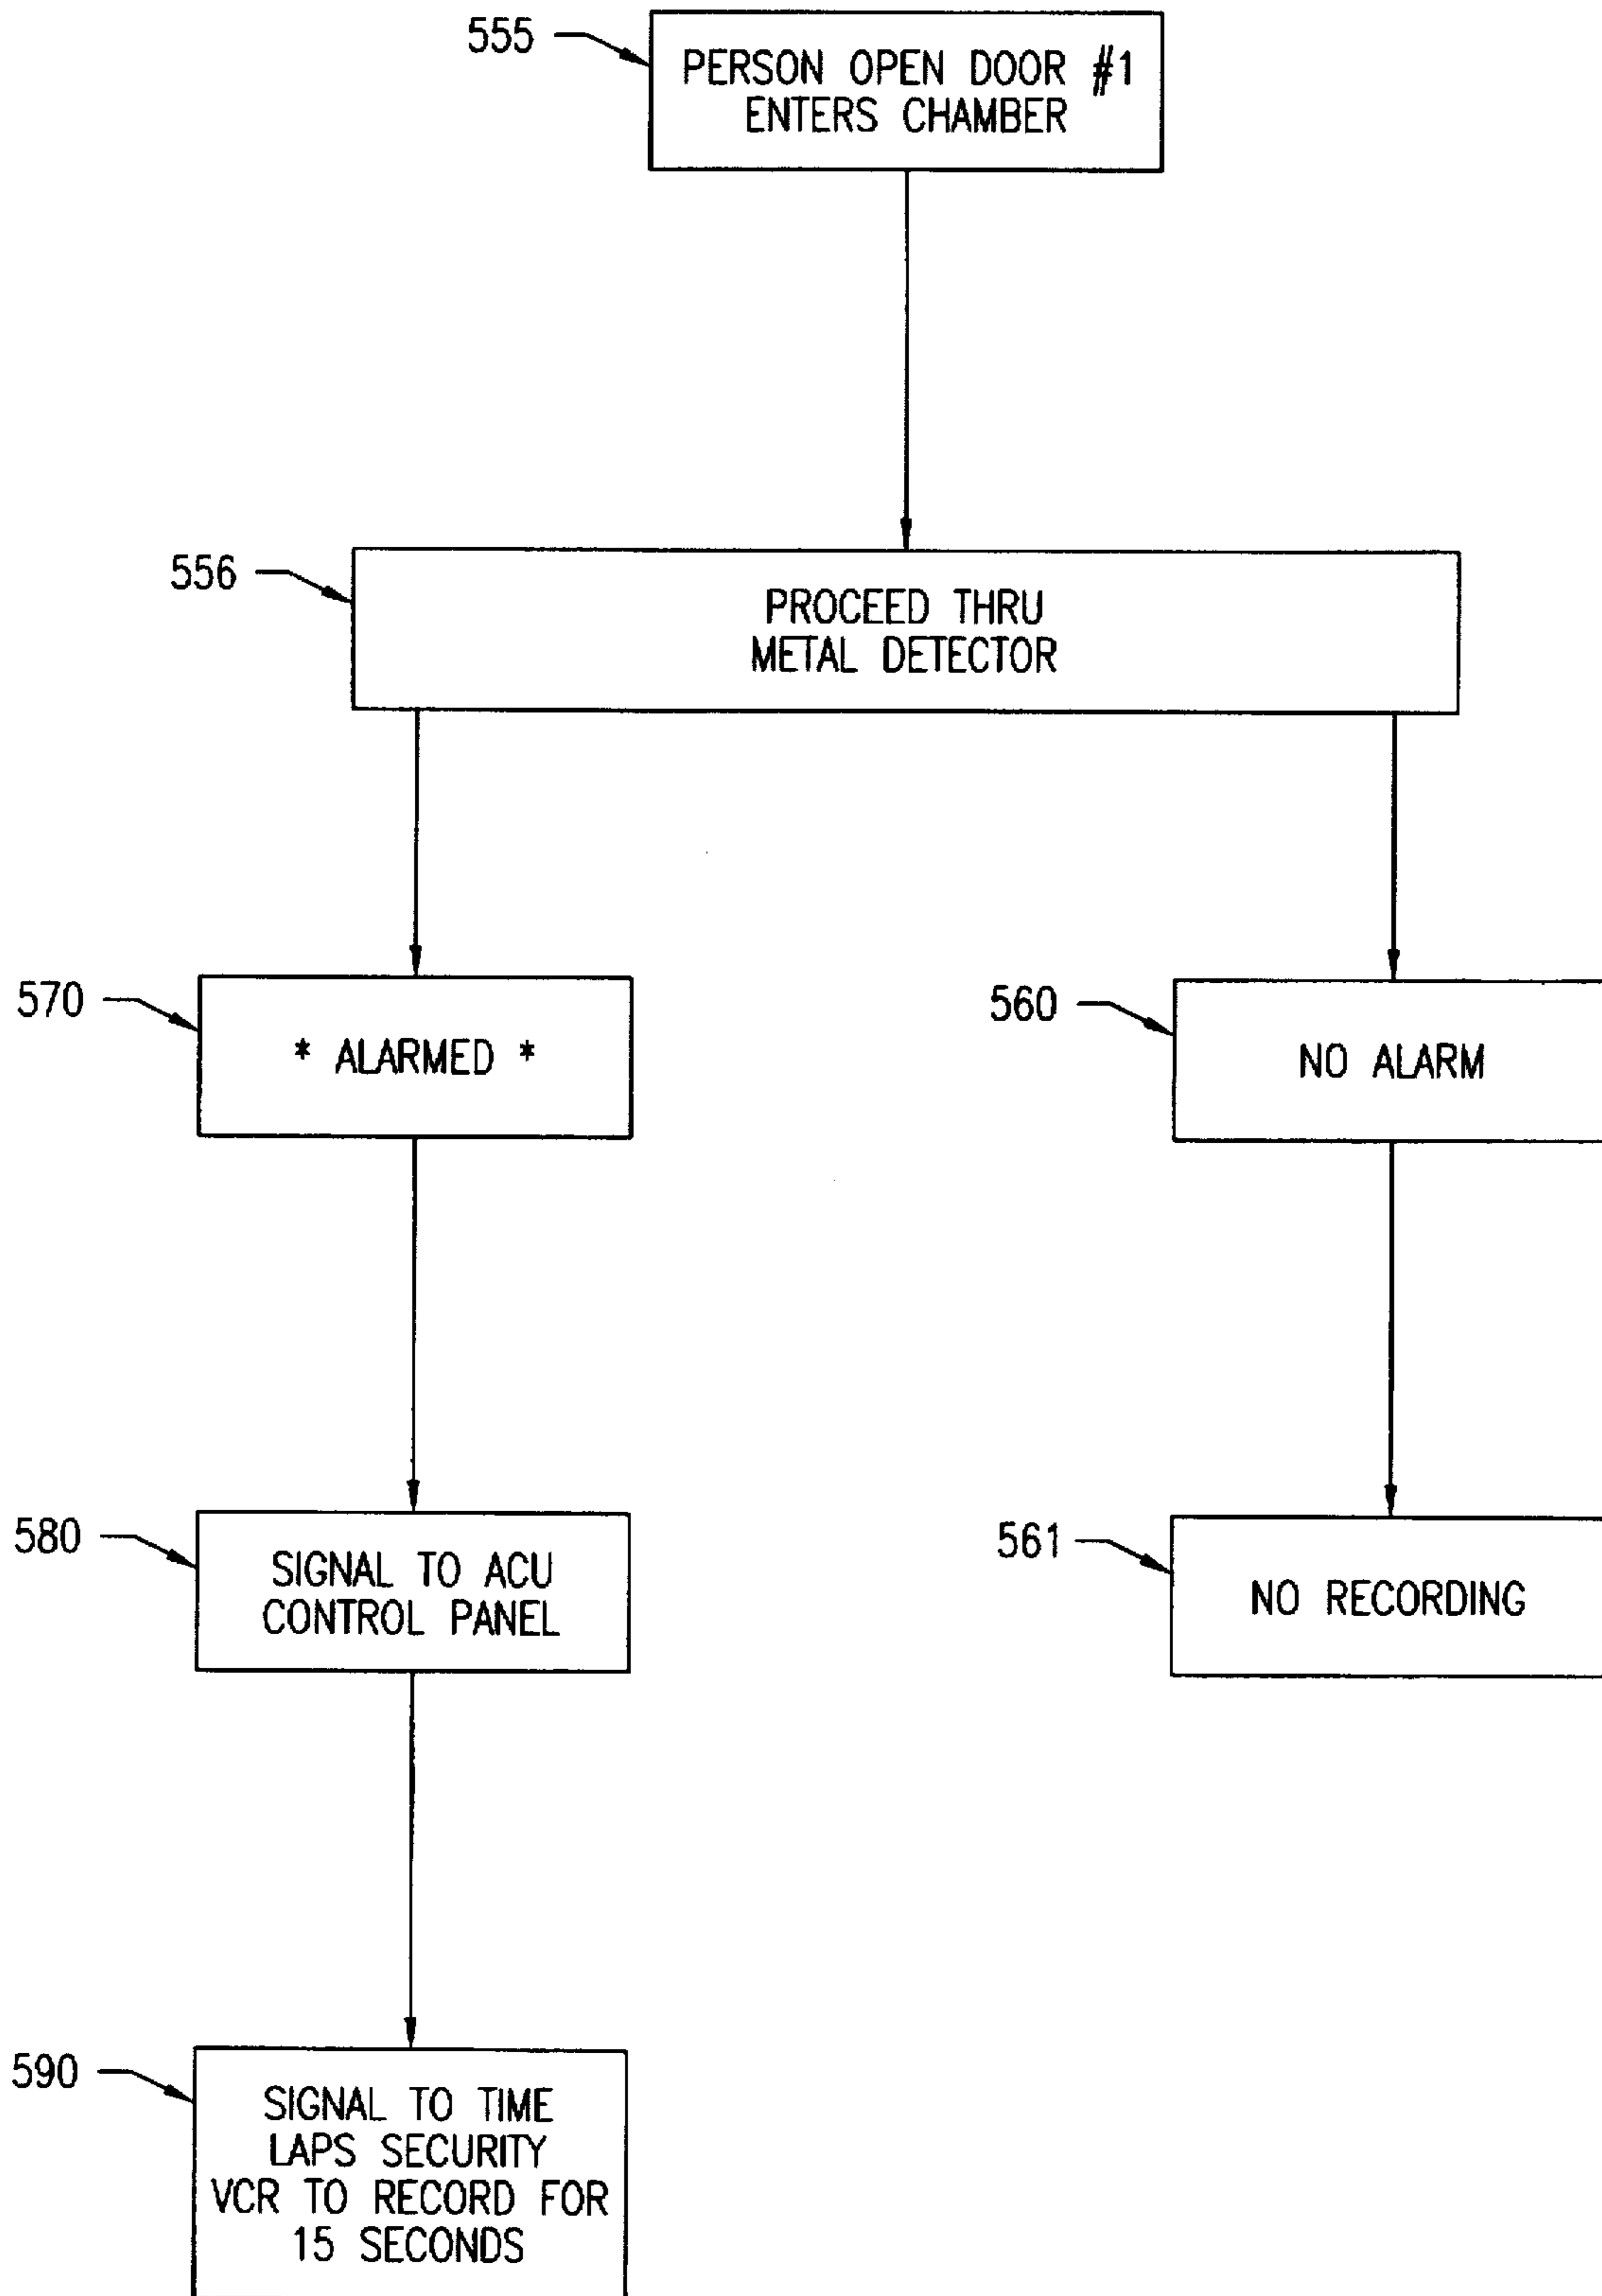 555
PERSON OPEN DOOR #1
ENTERS CHAMBER
556
PROCEED THRU
METAL DETECTOR
570
* ALARMED *
560
NO ALARM
580
SIGNAL TO ACU
CONTROL PANEL
561
NO RECORDING
590
SIGNAL TO TIME
LAPS SECURITY
VCR TO RECORD FOR
15 SECONDS